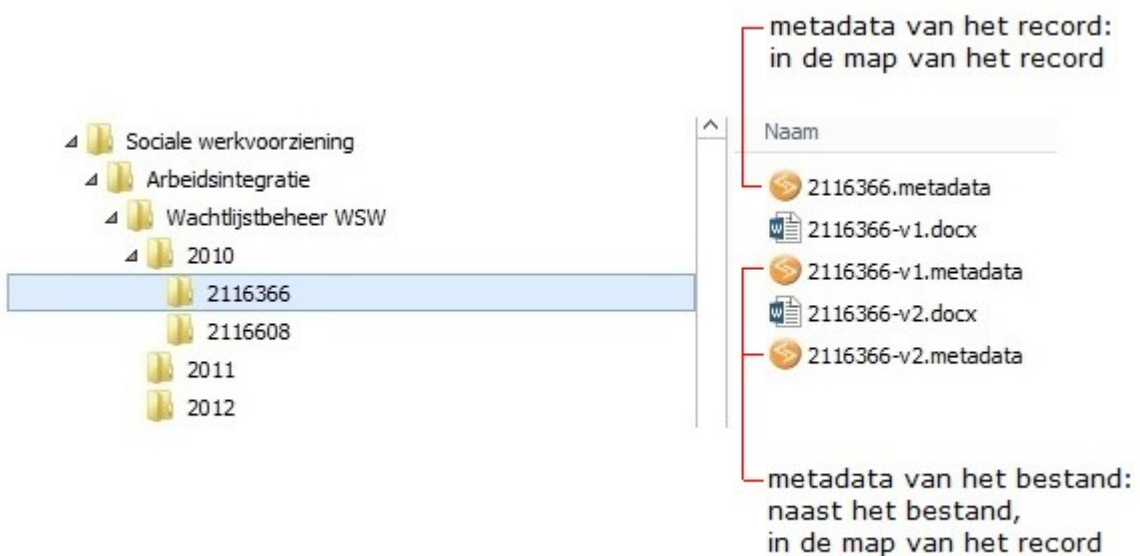 metadata van het record:
in de map van het record
Sociale werkvoorziening
Arbeidsintegratie
Wachtlijstbeheer WSW
2010
2116366
2116608
2011
2012
Naam
2116366.metadata
2116366-v1.docx
2116366-v1.metadata
2116366-v2.docx
2116366-v2.metadata
metadata van het bestand:
naast het bestand,
in de map van het record